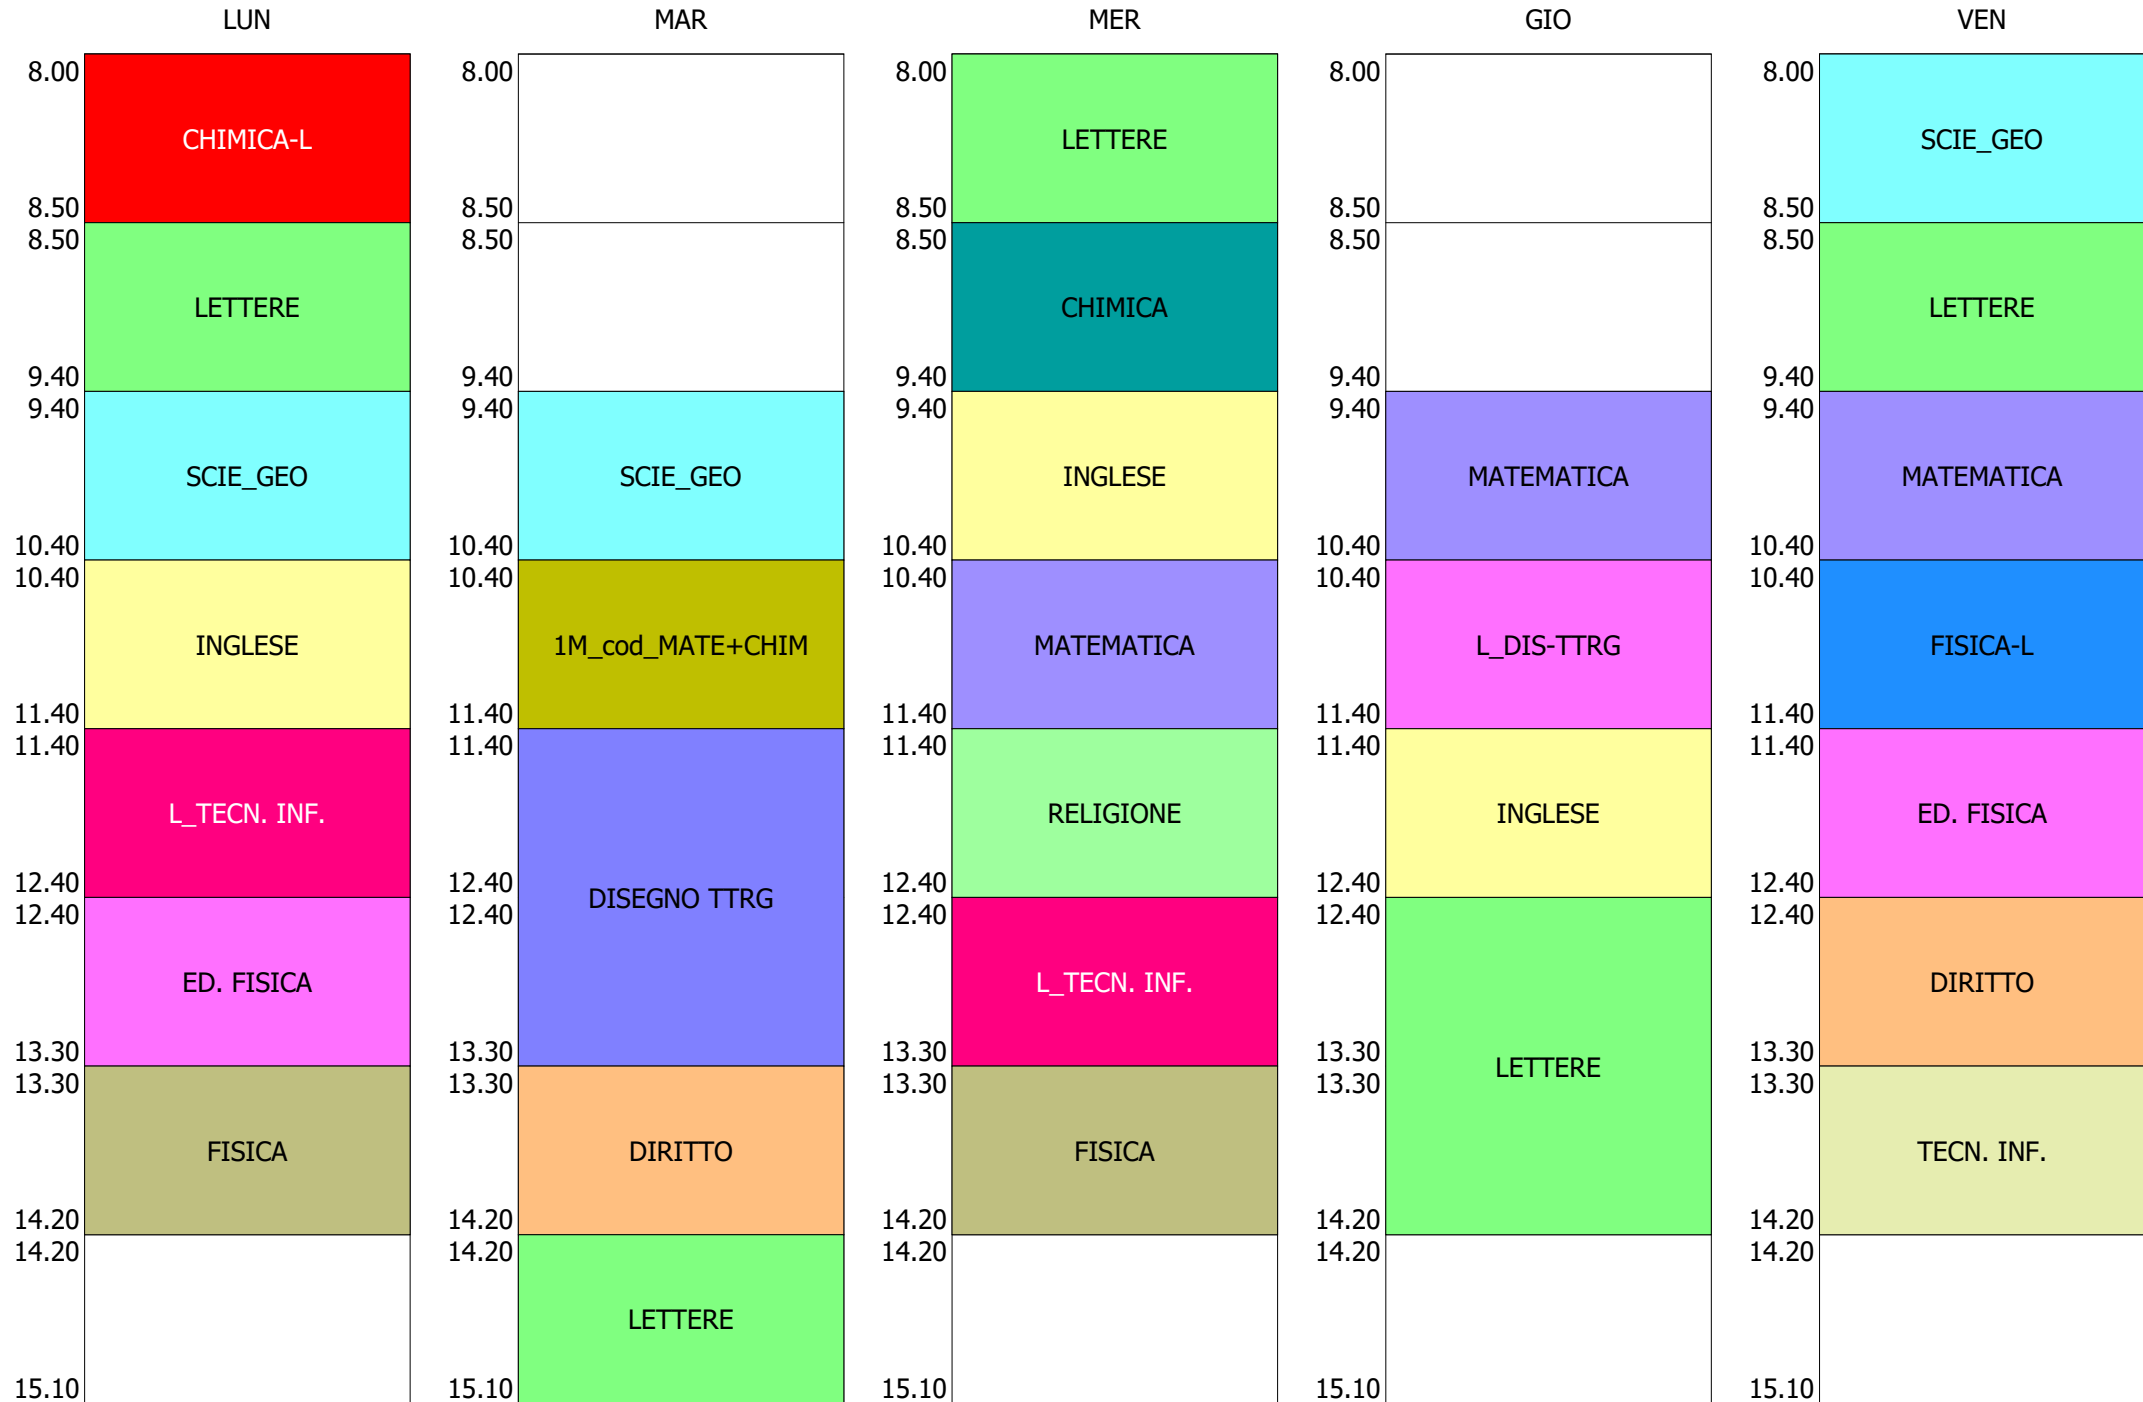 LUN MAR MER GIO VEN
8.00 8.00 8.00 8.00 8.00
CHIMICA-L LETTERE SCIE_GEO
8.50 8.50 8.50 8.50 8.50
8.50 8.50 8.50 8.50 8.50
LETTERE CHIMICA LETTERE
9.40 9.40 9.40 9.40 9.40
9.40 9.40 9.40 9.40 9.40
SCIE_GEO SCIE_GEO INGLESE MATEMATICA MATEMATICA
10.40 10.40 10.40 10.40 10.40
10.40 10.40 10.40 10.40 10.40
INGLESE 1M_cod_MATE+CHIM MATEMATICA L_DIS-TTRG FISICA-L
11.40 11.40 11.40 11.40 11.40
11.40 11.40 11.40 11.40 11.40
L_TECN. INF. RELIGIONE INGLESE ED. FISICA
12.40 12.40 12.40 12.40 12.40
DISEGNO TTRG
12.40 12.40 12.40 12.40 12.40
ED. FISICA L_TECN. INF. DIRITTO
13.30 13.30 13.30 13.30 13.30
LETTERE
13.30 13.30 13.30 13.30 13.30
FISICA DIRITTO FISICA TECN. INF.
14.20 14.20 14.20 14.20 14.20
14.20 14.20 14.20 14.20 14.20
LETTERE
15.10 15.10 15.10 15.10 15.10